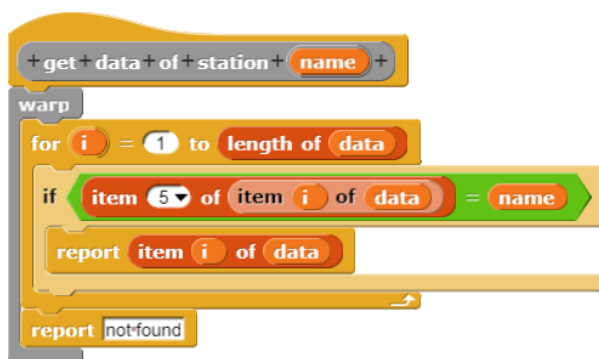 +get+data+of+station+ name +
warp
for i = 1 to length of data
if item 5 of item i of data = name
report item i of data
report not found